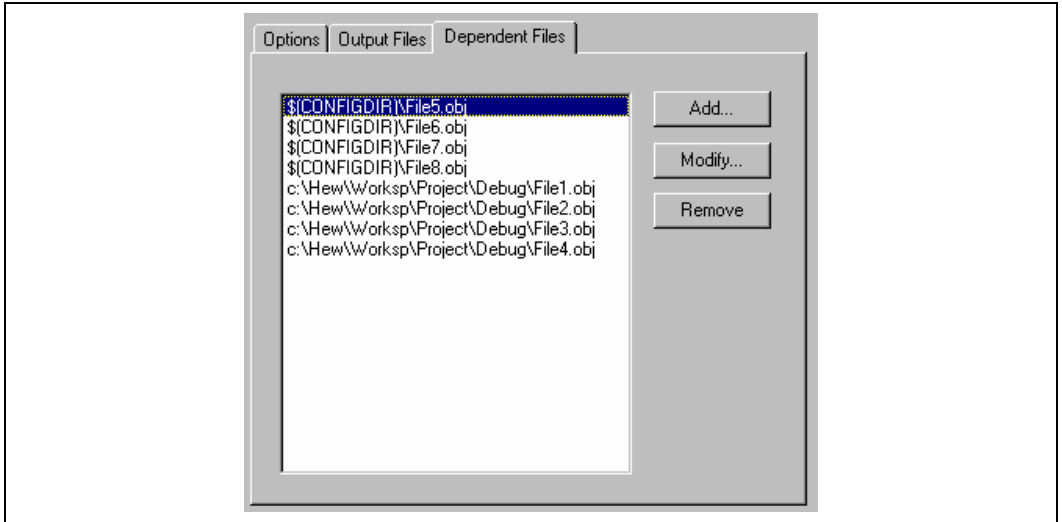 Options Output Files Dependent Files
$(CONFIGDIR)\File5.obj
$(CONFIGDIR)\File6.obj
$(CONFIGDIR)\File7.obj
$(CONFIGDIR)\File8.obj
c:\Hew\Worksp\Project\Debug\File1.obj
c:\Hew\Worksp\Project\Debug\File2.obj
c:\Hew\Worksp\Project\Debug\File3.obj
c:\Hew\Worksp\Project\Debug\File4.obj
Add...
Modify...
Remove